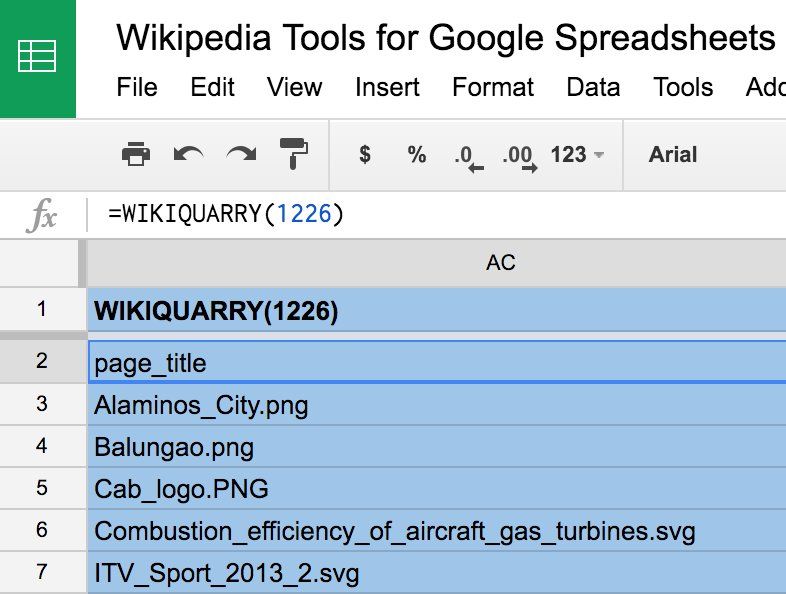 Wikipedia Tools for Google Spreadsheets
File Edit View Insert Format Data Tools Add
$ % .0 .00 123 Arial
fx =WIKIQUARRY(1226)
AC
1 WIKIQUARRY(1226)
2 page_title
3 Alaminos_City.png
4 Balungao.png
5 Cab_logo.PNG
6 Combustion_efficiency_of_aircraft_gas_turbines.svg
7 ITV_Sport_2013_2.svg